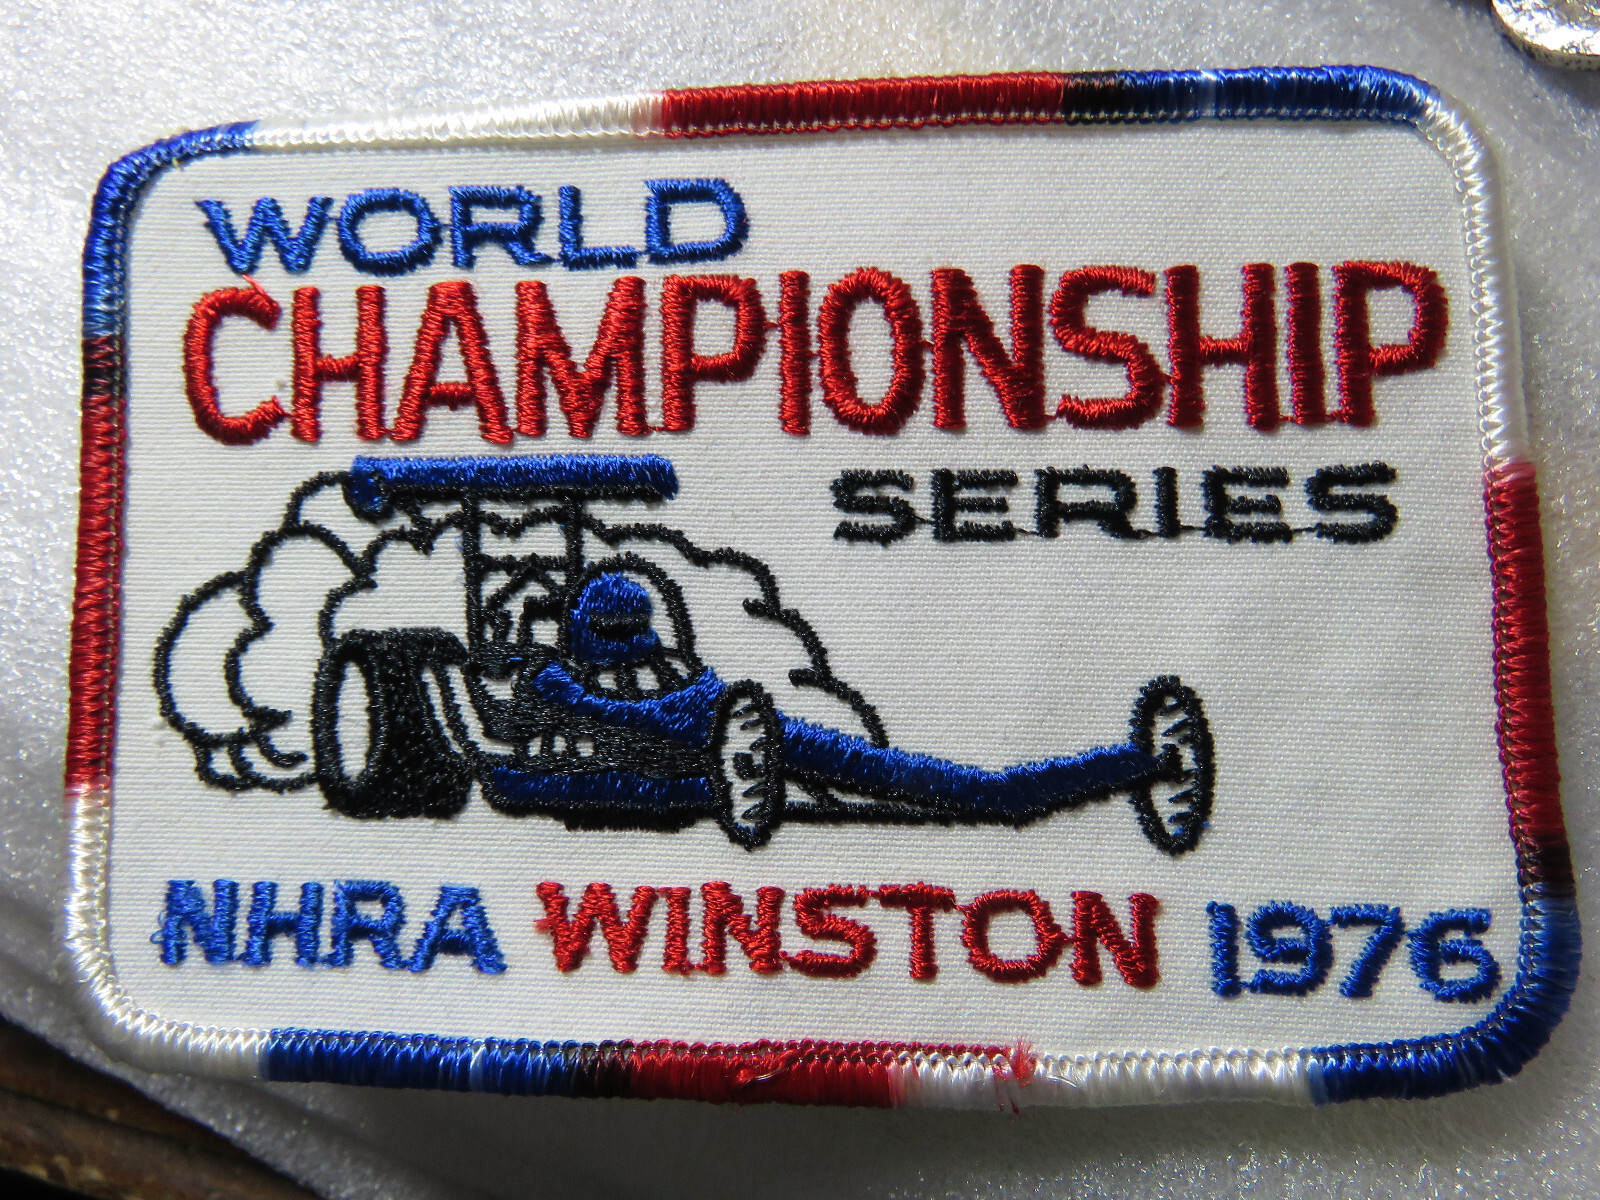 WORLD
CHAMPIONSHIP
SERIES
NHRA WINSTON 1976